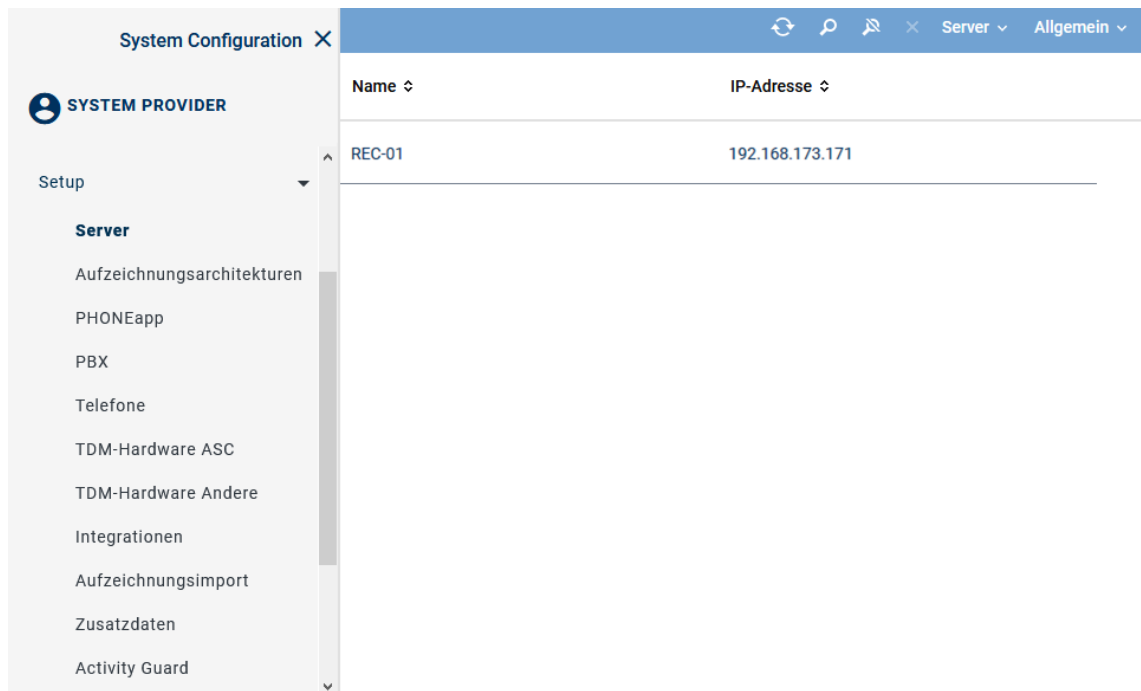 System Configuration
Server
Allgemein
SYSTEM PROVIDER
Name
IP-Adresse
REC-01
192.168.173.171
Setup
Server
Aufzeichnungsarchitekturen
PHONEapp
PBX
Telefone
TDM-Hardware ASC
TDM-Hardware Andere
Integrationen
Aufzeichnungsimport
Zusatzdaten
Activity Guard